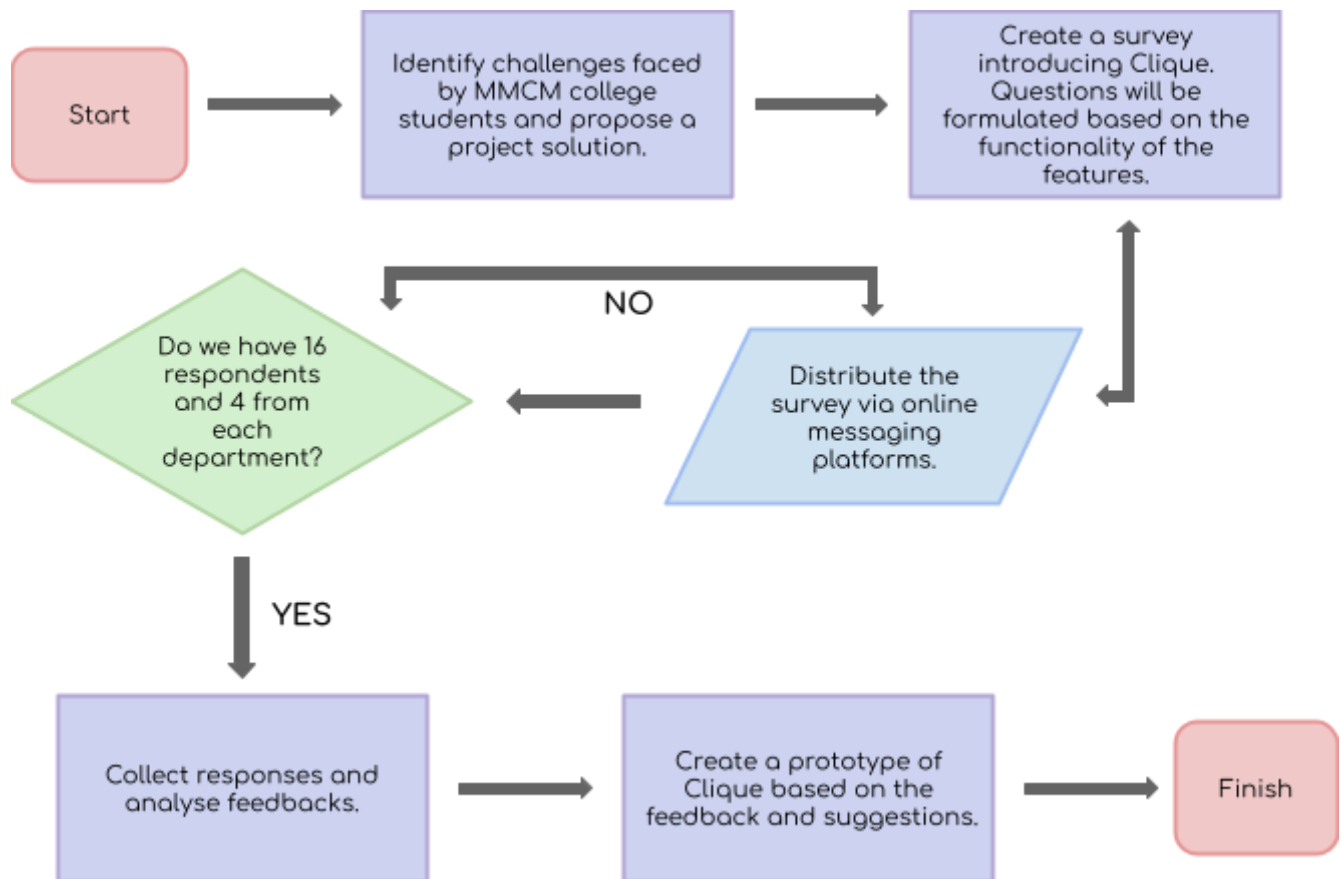 Start
Identify challenges faced
by MMCM college
students and propose a
project solution.
Create a survey
introducing Clique.
Questions will be
formulated based on the
functionality of the
features.
NO
Do we have 16
respondents
and 4 from
each
department?
Distribute the
survey via online
messaging
platforms.
YES
Collect responses and
analyse feedbacks.
Create a prototype of
Clique based on the
feedback and suggestions.
Finish